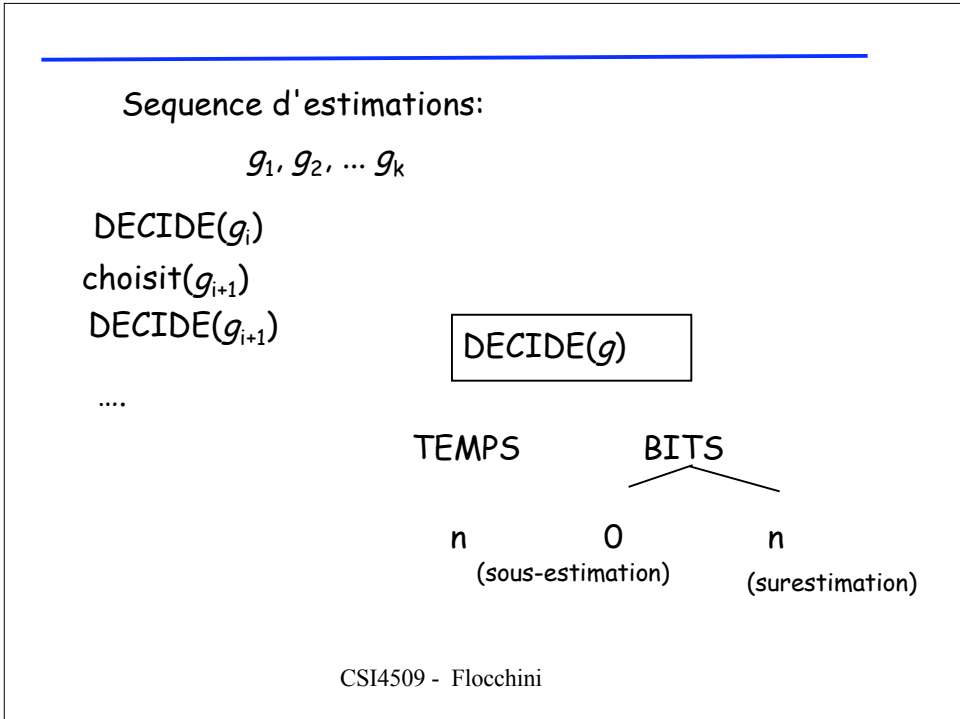 Sequence d'estimations:
g1, g2, ... gk
DECIDE(gi)
choisit(gi+1)
DECIDE(gi+1)
....
DECIDE(g)
TEMPS BITS
n 0 n
(sous-estimation) (surestimation)
CSI4509 - Flocchini